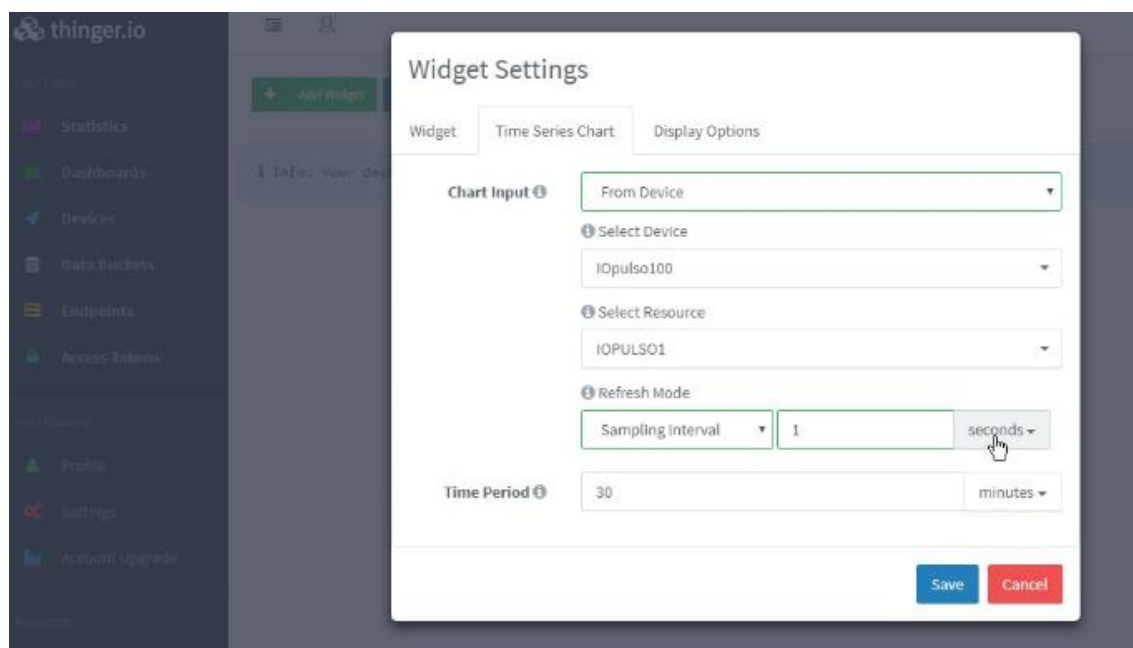 thinger.io
Statistics
Dashboards
Devices
Data Buckets
Endpoints
Access Tokens
Profile
Settings
Account Upgrade
+ Add Widget
Widget Settings
Widget Time Series Chart Display Options
Chart Input From Device
Select Device
IOpulso100
Select Resource
IOPULSO1
Refresh Mode
Sampling Interval 1 seconds
Time Period 30 minutes
Save Cancel